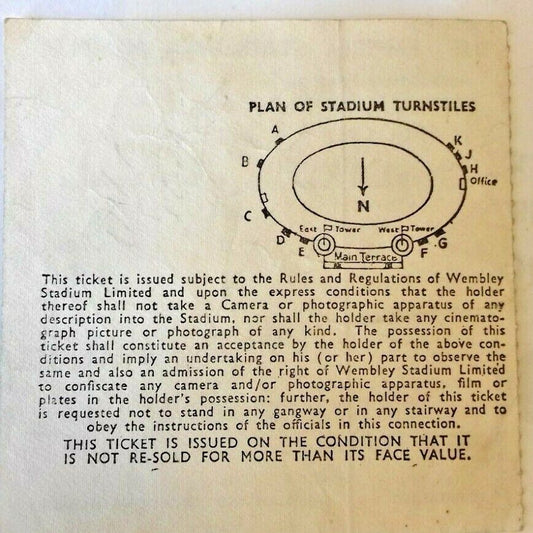 PLAN OF STADIUM TURNSTILES
A
K
J
B
H
Office
N
C
East Tower
West Tower
D
G
E
F
Main Terrace
This ticket is issued subject to the Rules and Regulations of Wembley
Stadium Limited and upon the express conditions that the holder
thereof shall not take a Camera or photographic apparatus of any
description into the Stadium, nor shall the holder take any cinemato-
graph picture or photograph of any kind. The possession of this
ticket shall constitute an acceptance by the holder of the above con-
ditions and imply an undertaking on his (or her) part to observe the
same and also an admission of the right of Wembley Stadium Limited
to confiscate any camera and/or photographic apparatus, film or
plates in the holder's possession: further, the holder of this ticket
is requested not to stand in any gangway or in any stairway and to
obey the instructions of the officials in this connection.
THIS TICKET IS ISSUED ON THE CONDITION THAT IT
IS NOT RE-SOLD FOR MORE THAN ITS FACE VALUE.